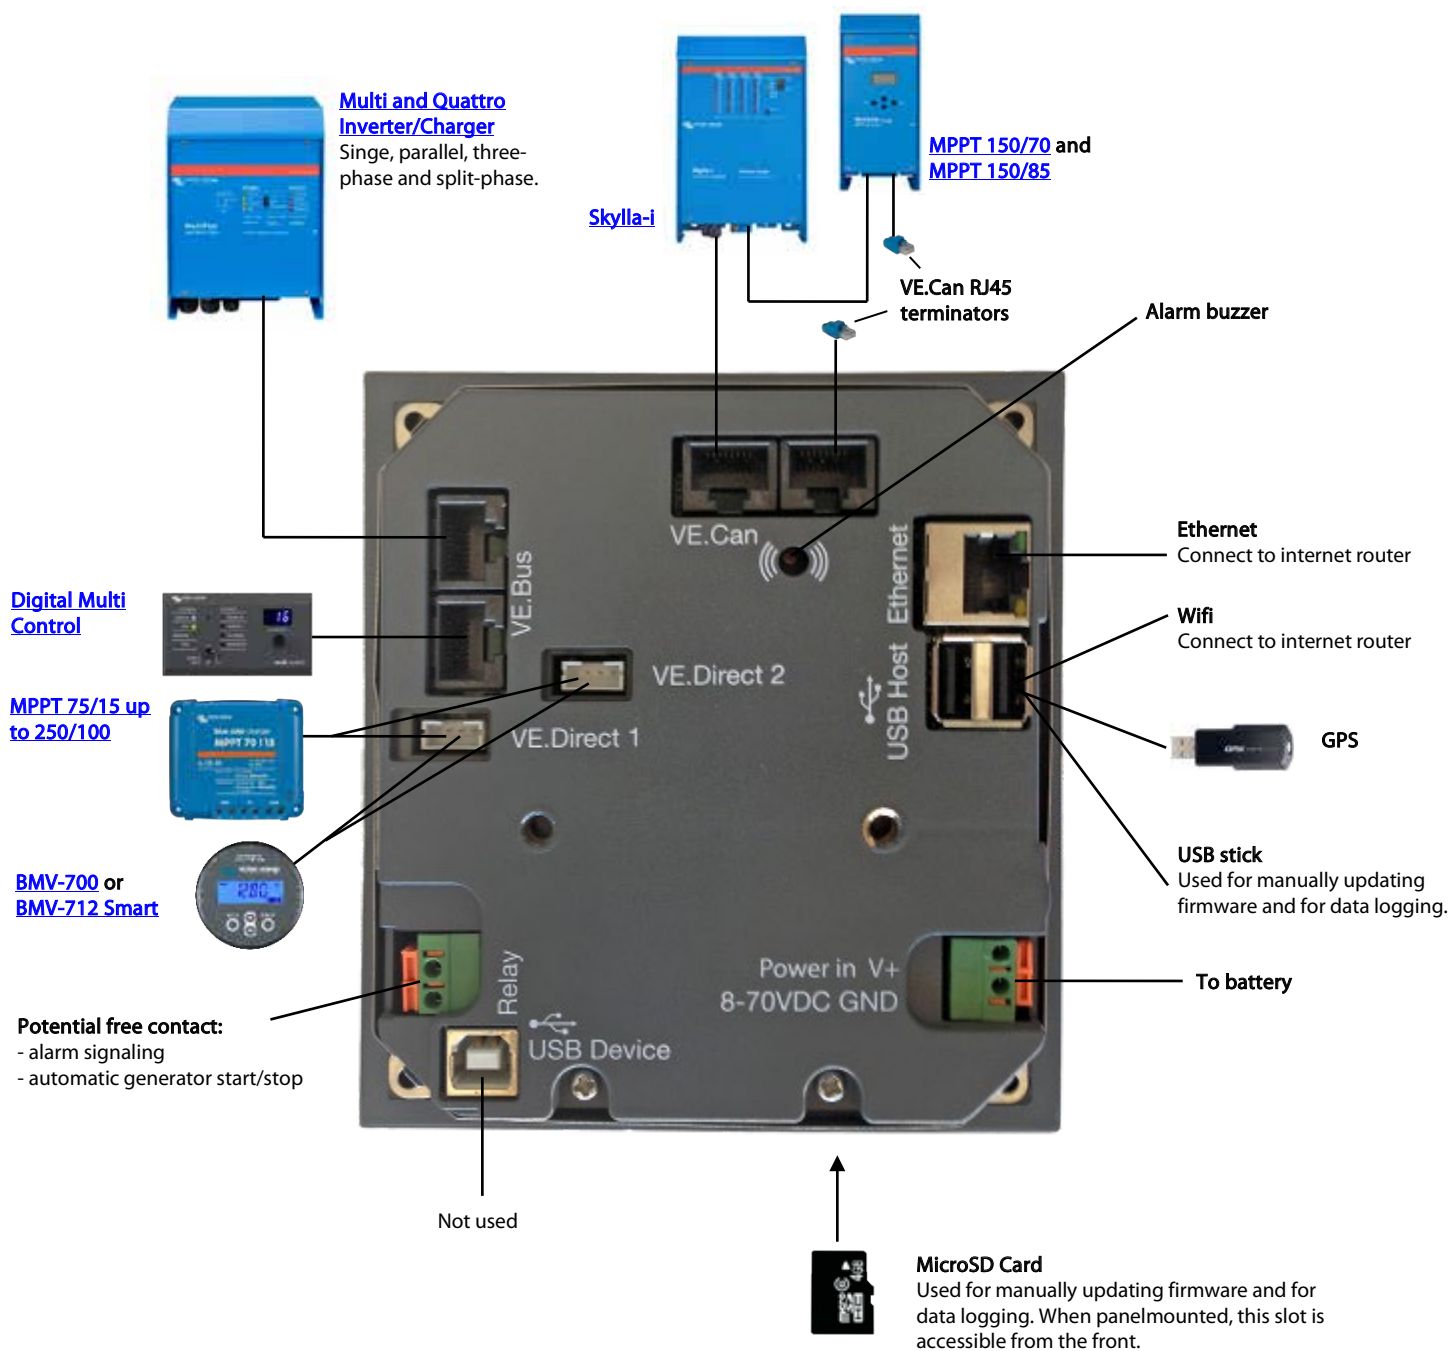 Multi and Quattro
Inverter/Charger
Singe, parallel, three-
phase and split-phase.
Skylla-i
MPPT 150/70 and
MPPT 150/85
VE.Can RJ45
terminators
Alarm buzzer
VE.Can
VE.Bus
Ethernet
USB Host
Ethernet
Connect to internet router
Wifi
Connect to internet router
Digital Multi
Control
16
VE.Direct 2
VE.Direct 1
MPPT 75/15 up
to 250/100
MPPT 70 | 15
GPS
BMV-700 or
BMV-712 Smart
USB stick
Used for manually updating
firmware and for data logging.
Relay
Power in V+
8-70VDC GND
To battery
Potential free contact:
- alarm signaling
- automatic generator start/stop
USB Device
Not used
4GB
MicroSD Card
Used for manually updating firmware and for
data logging. When panelmounted, this slot is
accessible from the front.